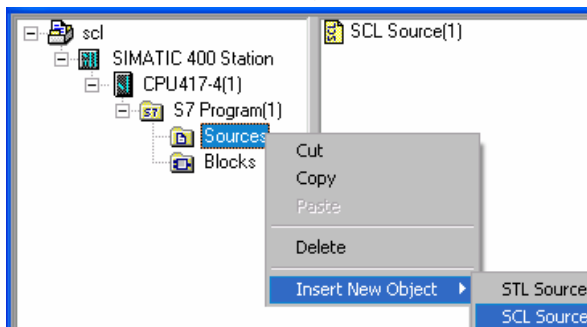 scl
SCL Source(1)
SIMATIC 400 Station
CPU417-4(1)
S7 Program(1)
Sources
Blocks
Cut
Copy
Paste
Delete
Insert New Object
STL Source
SCL Source